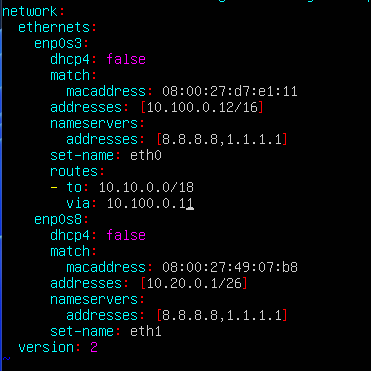 network:
  ethernets:
    enp0s3:
      dhcp4: false
      match:
        macaddress: 08:00:27:d7:e1:11
      addresses: [10.100.0.12/16]
      nameservers:
        addresses: [8.8.8.8,1.1.1.1]
      set-name: eth0
      routes:
      - to: 10.10.0.0/18
        via: 10.100.0.11
    enp0s8:
      dhcp4: false
      match:
        macaddress: 08:00:27:49:07:b8
      addresses: [10.20.0.1/26]
      nameservers:
        addresses: [8.8.8.8,1.1.1.1]
      set-name: eth1
  version: 2
~